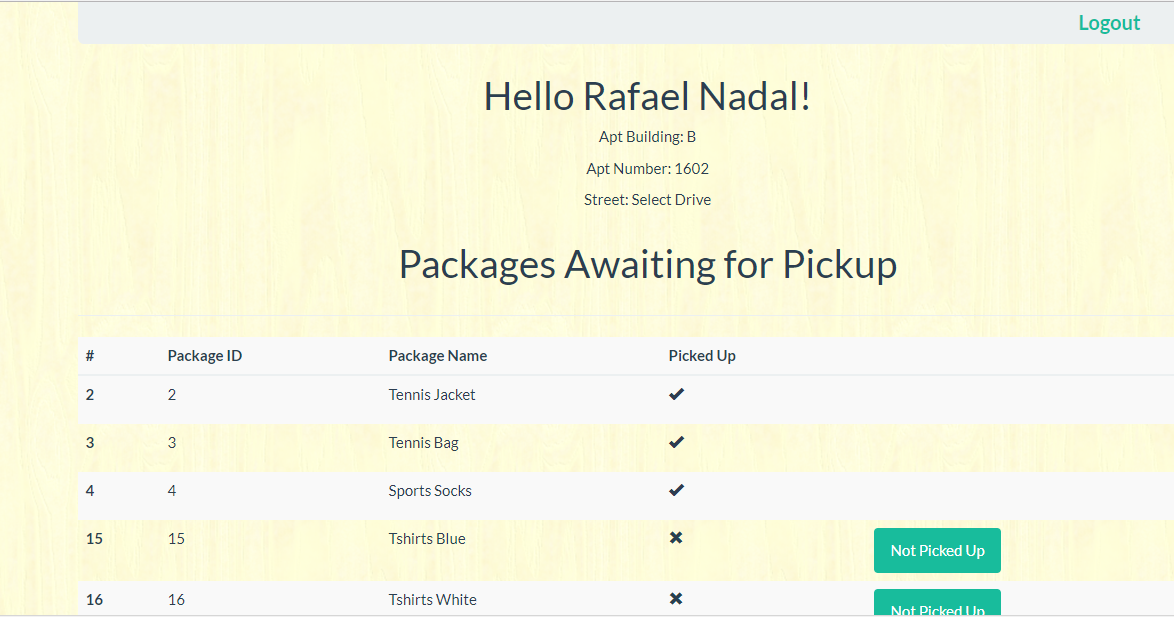 Logout
Hello Rafael Nadal!
Apt Building: B
Apt Number: 1602
Street: Select Drive
Packages Awaiting for Pickup
# Package ID Package Name Picked Up
2 2 Tennis Jacket ✔
3 3 Tennis Bag ✔
4 4 Sports Socks ✔
15 15 Tshirts Blue ✖ Not Picked Up
16 16 Tshirts White ✖ Not Picked Up